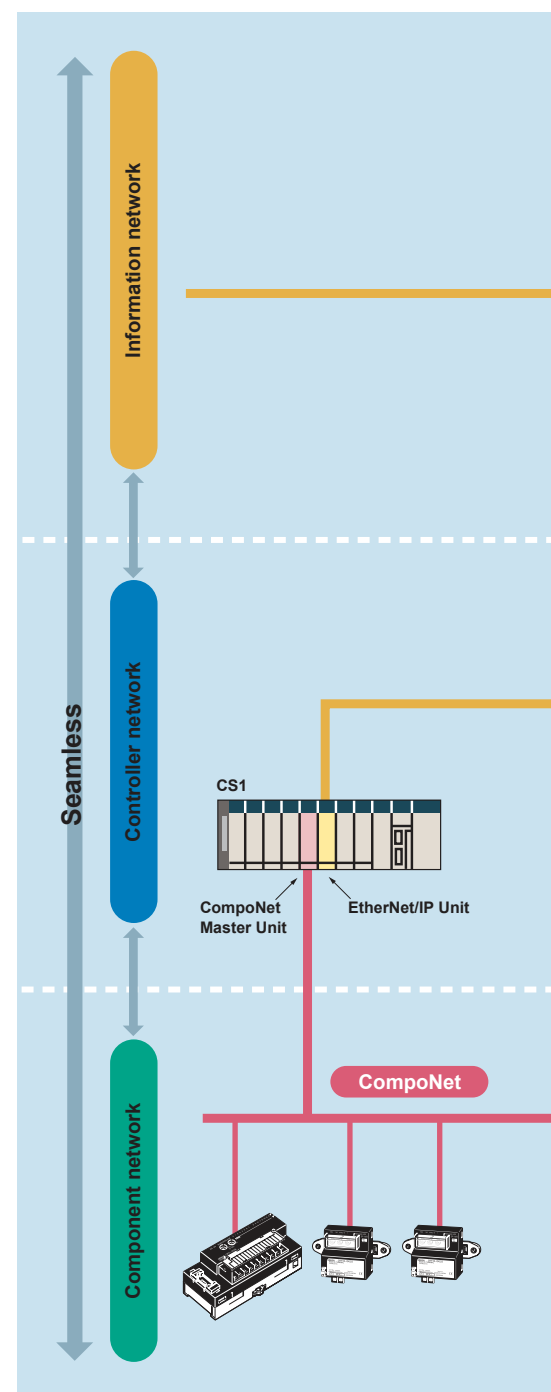 Information network
Seamless
Controller network
CS1
CompoNet
Master Unit
EtherNet/IP Unit
CompoNet
Component network